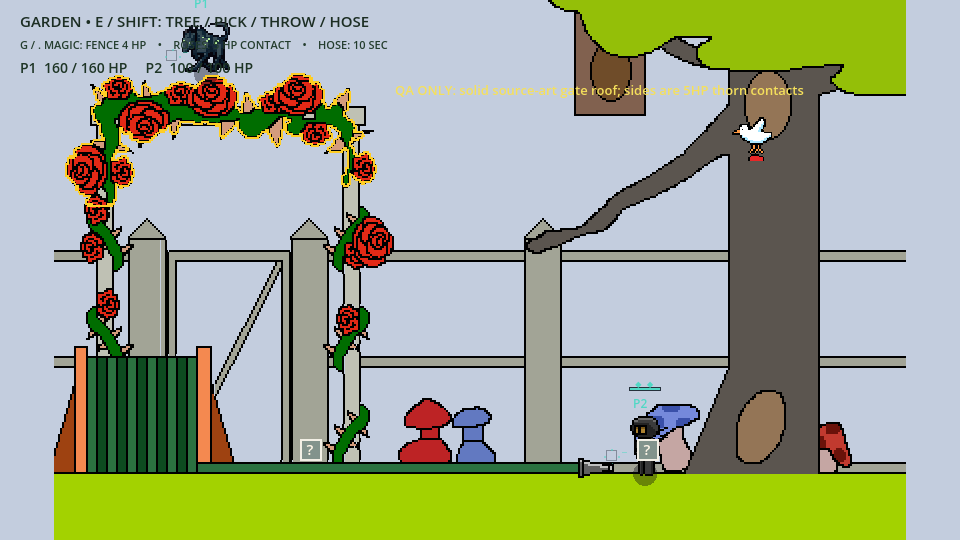 P1
GARDEN • E / SHIFT: TREE / PICK / THROW / HOSE
G / . MAGIC: FENCE 4 HP • HP CONTACT • HOSE: 10 SEC
P1 160 / 160 HP P2 HP
QA ONLY: solid source-art gate roof; sides are 5HP thorn contacts
P2
?
?